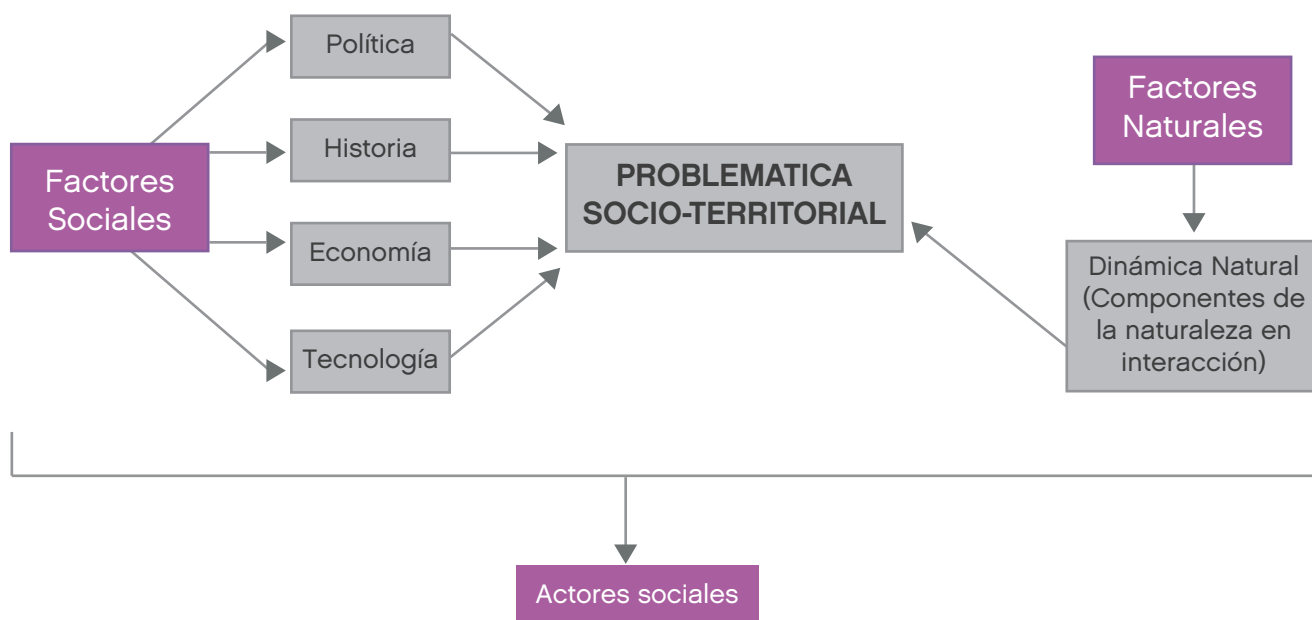 Factores
Sociales
Política
Historia
Economía
Tecnología
PROBLEMATICA
SOCIO-TERRITORIAL
Factores
Naturales
Dinámica Natural
(Componentes de
la naturaleza en
interacción)
Actores sociales